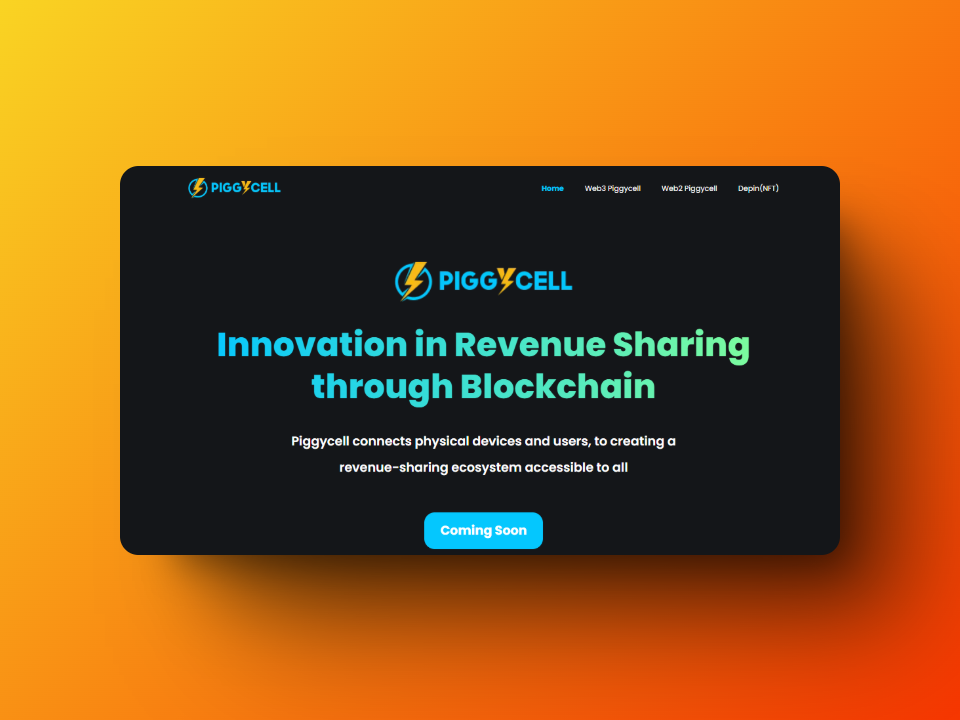 PIGGYCELL
Home Web3 Piggycell Web2 Piggycell Depin(NFT)
PIGGYCELL
Innovation in Revenue Sharing
through Blockchain
Piggycell connects physical devices and users, to creating a
revenue-sharing ecosystem accessible to all
Coming Soon